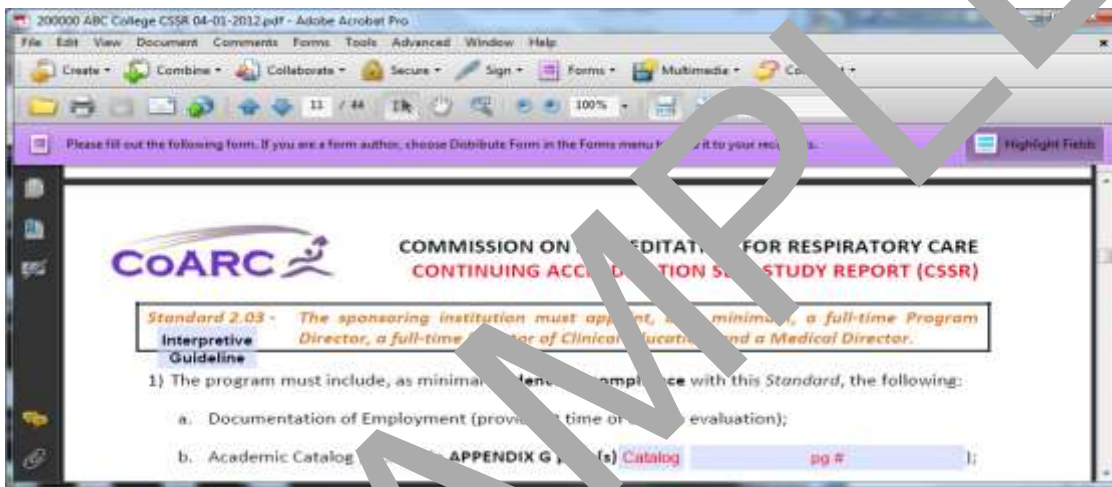 200000 ABC College CSSR 04-01-2012.pdf - Adobe Acrobat Pro
File Edit View Document Comments Forms Tools Advanced Window Help
Create Combine Collaborate Secure Sign Forms Multimedia
11 / 44 100%
Please fill out the following form. If you are a form author, choose Distribute Form in the Forms menu it to your Highlight Fields
CoARC
COMMISSION ON FOR RESPIRATORY CARE
CONTINUING STUDY REPORT (CSSR)
Standard 2.03 - The sponsoring institution must minimum, a full-time Program
Interpretive Director, a full-time of Clinical and a Medical Director.
Guideline
1) The program must include, as with this Standard, the following:
a. Documentation of Employment time evaluation);
b. Academic Catalog APPENDIX G Catalog pg # ];
SAMPLE